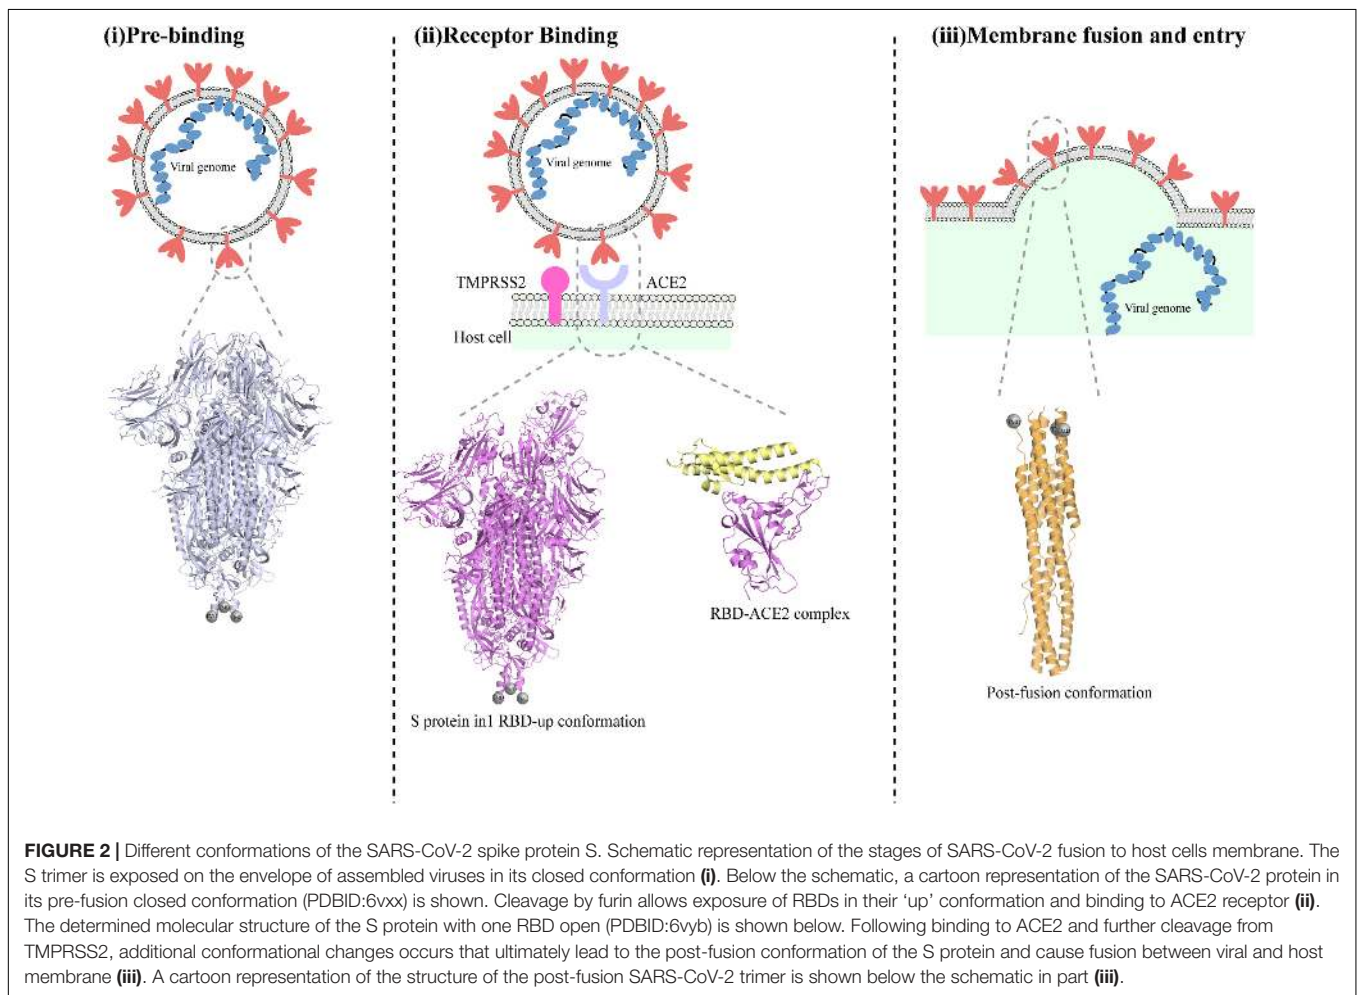 (i)Pre-binding
(ii)Receptor Binding
(iii)Membrane fusion and entry
Viral genome
Viral genome
TMPRSS2
ACE2
Host cell
Viral genome
RBD-ACE2 complex
S protein in1 RBD-up conformation
Post-fusion conformation
FIGURE 2 | Different conformations of the SARS-CoV-2 spike protein S. Schematic representation of the stages of SARS-CoV-2 fusion to host cells membrane. The
S trimer is exposed on the envelope of assembled viruses in its closed conformation (i). Below the schematic, a cartoon representation of the SARS-CoV-2 protein in
its pre-fusion closed conformation (PDBID:6vxx) is shown. Cleavage by furin allows exposure of RBDs in their ‘up’ conformation and binding to ACE2 receptor (ii).
The determined molecular structure of the S protein with one RBD open (PDBID:6vyb) is shown below. Following binding to ACE2 and further cleavage from
TMPRSS2, additional conformational changes occurs that ultimately lead to the post-fusion conformation of the S protein and cause fusion between viral and host
membrane (iii). A cartoon representation of the structure of the post-fusion SARS-CoV-2 trimer is shown below the schematic in part (iii).